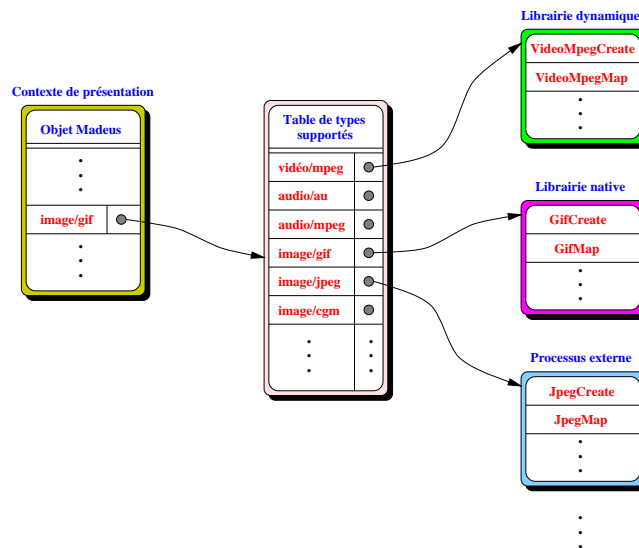 Contexte de présentation
Objet Madeus
image/gif
Table de types
supportés
vidéo/mpeg
audio/au
audio/mpeg
image/gif
image/jpeg
image/cgm
Librairie dynamique
VideoMpegCreate
VideoMpegMap
Librairie native
GifCreate
GifMap
Processus externe
JpegCreate
JpegMap